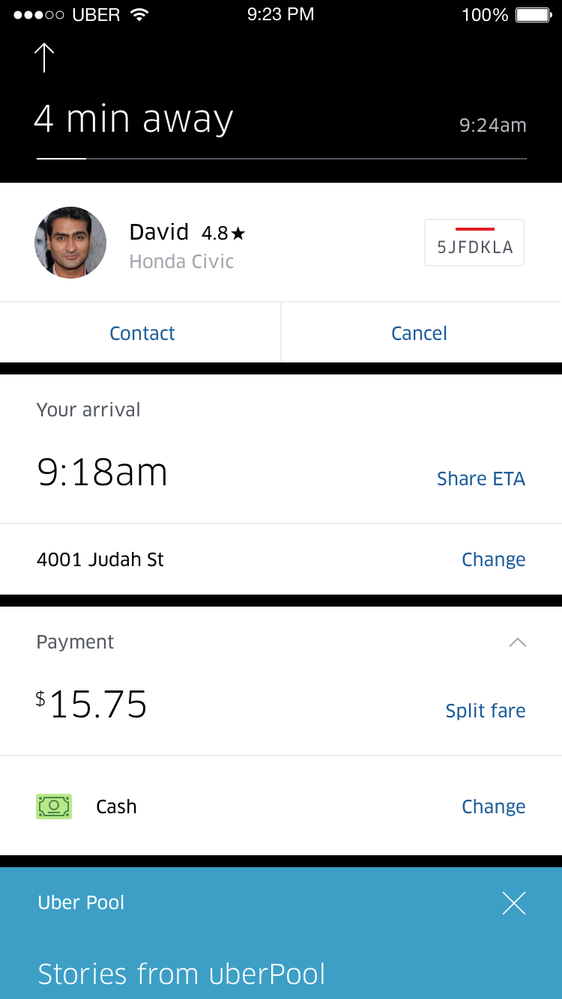 UBER 9:23 PM 100%
4 min away 9:24am
David 4.8★
Honda Civic
5JFDKLA
Contact Cancel
Your arrival
9:18am Share ETA
4001 Judah St Change
Payment
$15.75 Split fare
Cash Change
Uber Pool
Stories from uberPool